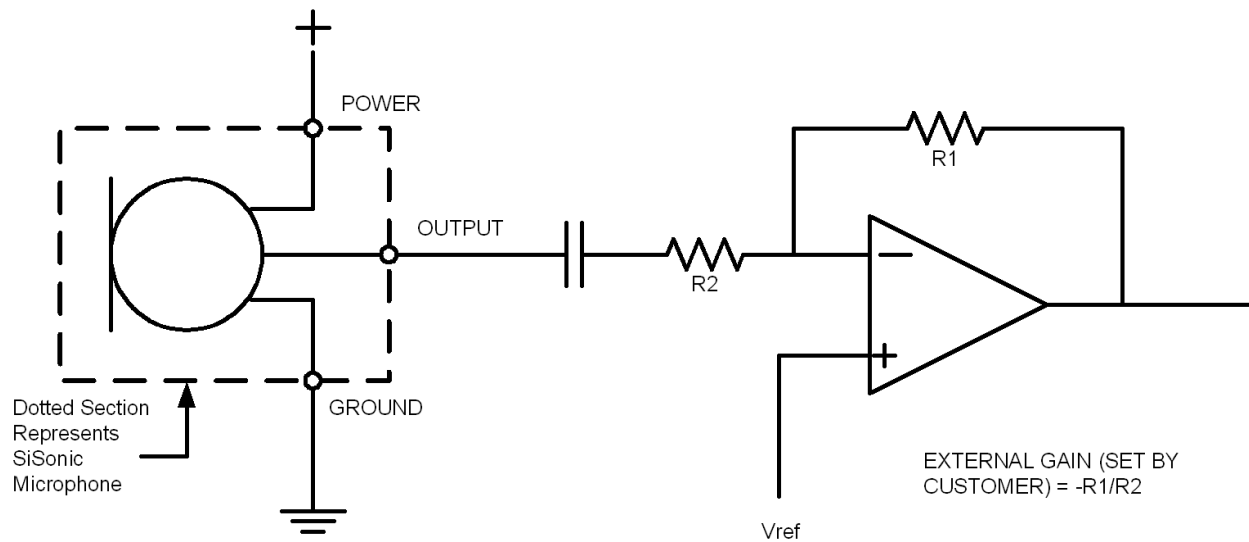 POWER
R1
OUTPUT
R2
GROUND
Dotted Section
Represents
SiSonic
Microphone
EXTERNAL GAIN (SET BY
CUSTOMER) = -R1/R2
Vref